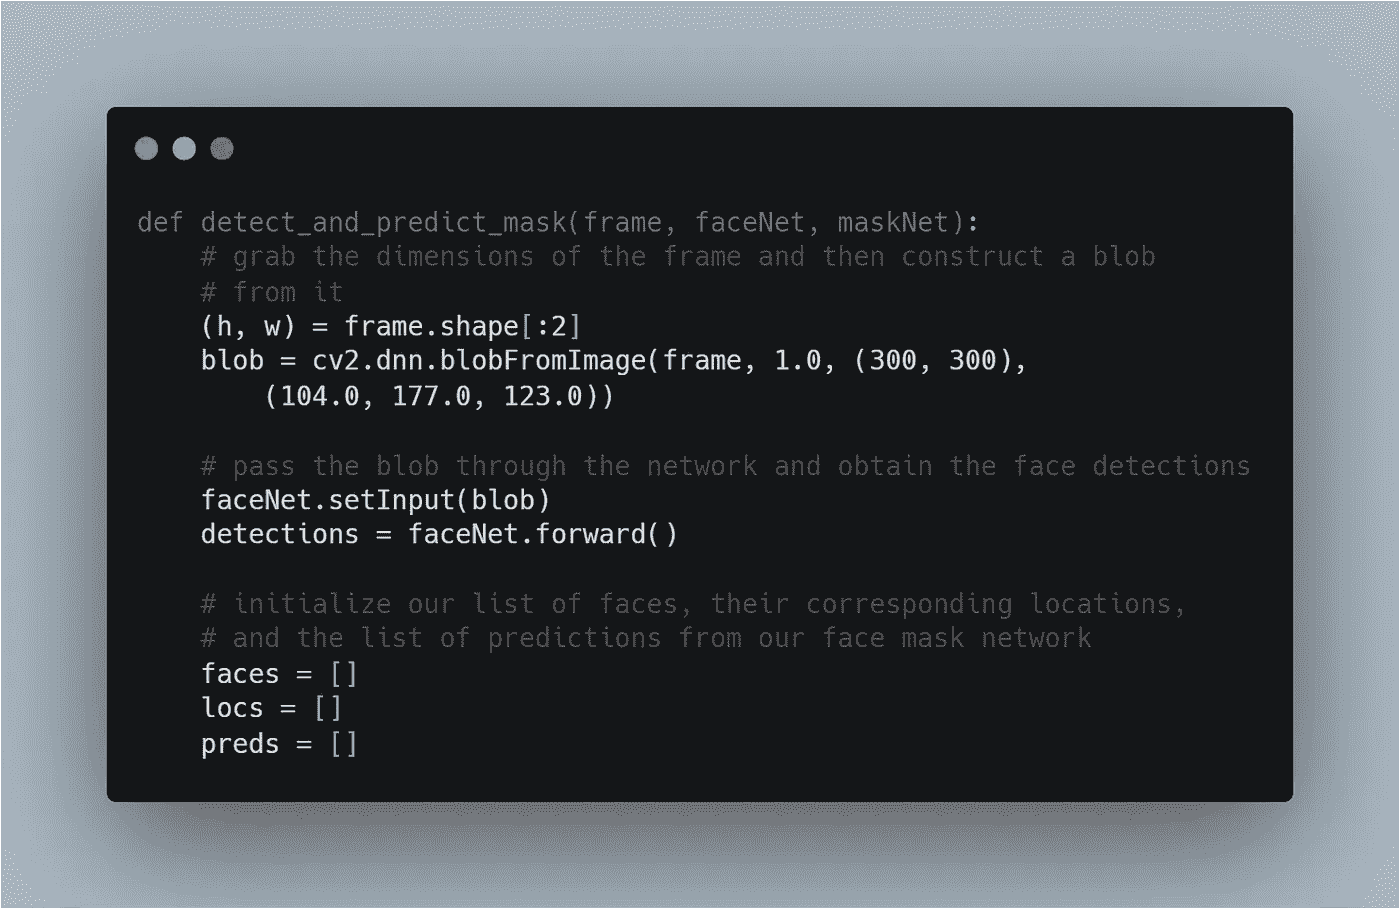 def detect_and_predict_mask(frame, faceNet, maskNet):
    # grab the dimensions of the frame and then construct a blob
    # from it
    (h, w) = frame.shape[:2]
    blob = cv2.dnn.blobFromImage(frame, 1.0, (300, 300),
        (104.0, 177.0, 123.0))

    # pass the blob through the network and obtain the face detections
    faceNet.setInput(blob)
    detections = faceNet.forward()

    # initialize our list of faces, their corresponding locations,
    # and the list of predictions from our face mask network
    faces = []
    locs = []
    preds = []